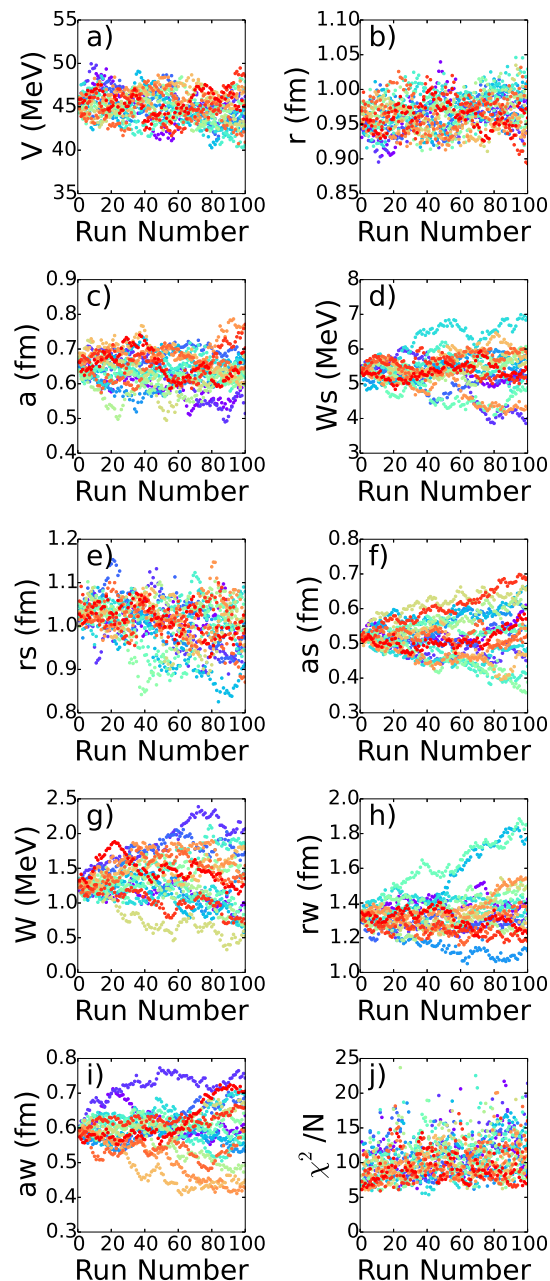 a)
V (MeV)
55
50
45
40
35
0 20 40 60 80 100
Run Number
b)
r (fm)
1.10
1.05
1.00
0.95
0.90
0.85
0 20 40 60 80 100
Run Number
c)
a (fm)
0.9
0.8
0.7
0.6
0.5
0.4
0 20 40 60 80 100
Run Number
d)
Ws (MeV)
8
7
6
5
4
3
0 20 40 60 80 100
Run Number
e)
rs (fm)
1.2
1.1
1.0
0.9
0.8
0 20 40 60 80 100
Run Number
f)
as (fm)
0.8
0.7
0.6
0.5
0.4
0.3
0 20 40 60 80 100
Run Number
g)
W (MeV)
2.5
2.0
1.5
1.0
0.5
0.0
0 20 40 60 80 100
Run Number
h)
rw (fm)
1.8
2.0
1.6
1.4
1.2
1.0
0 20 40 60 80 100
Run Number
i)
aw (fm)
0.8
0.7
0.6
0.5
0.4
0.3
0 20 40 60 80 100
Run Number
j)
χ² /N
25
20
15
10
5
0
0 20 40 60 80 100
Run Number